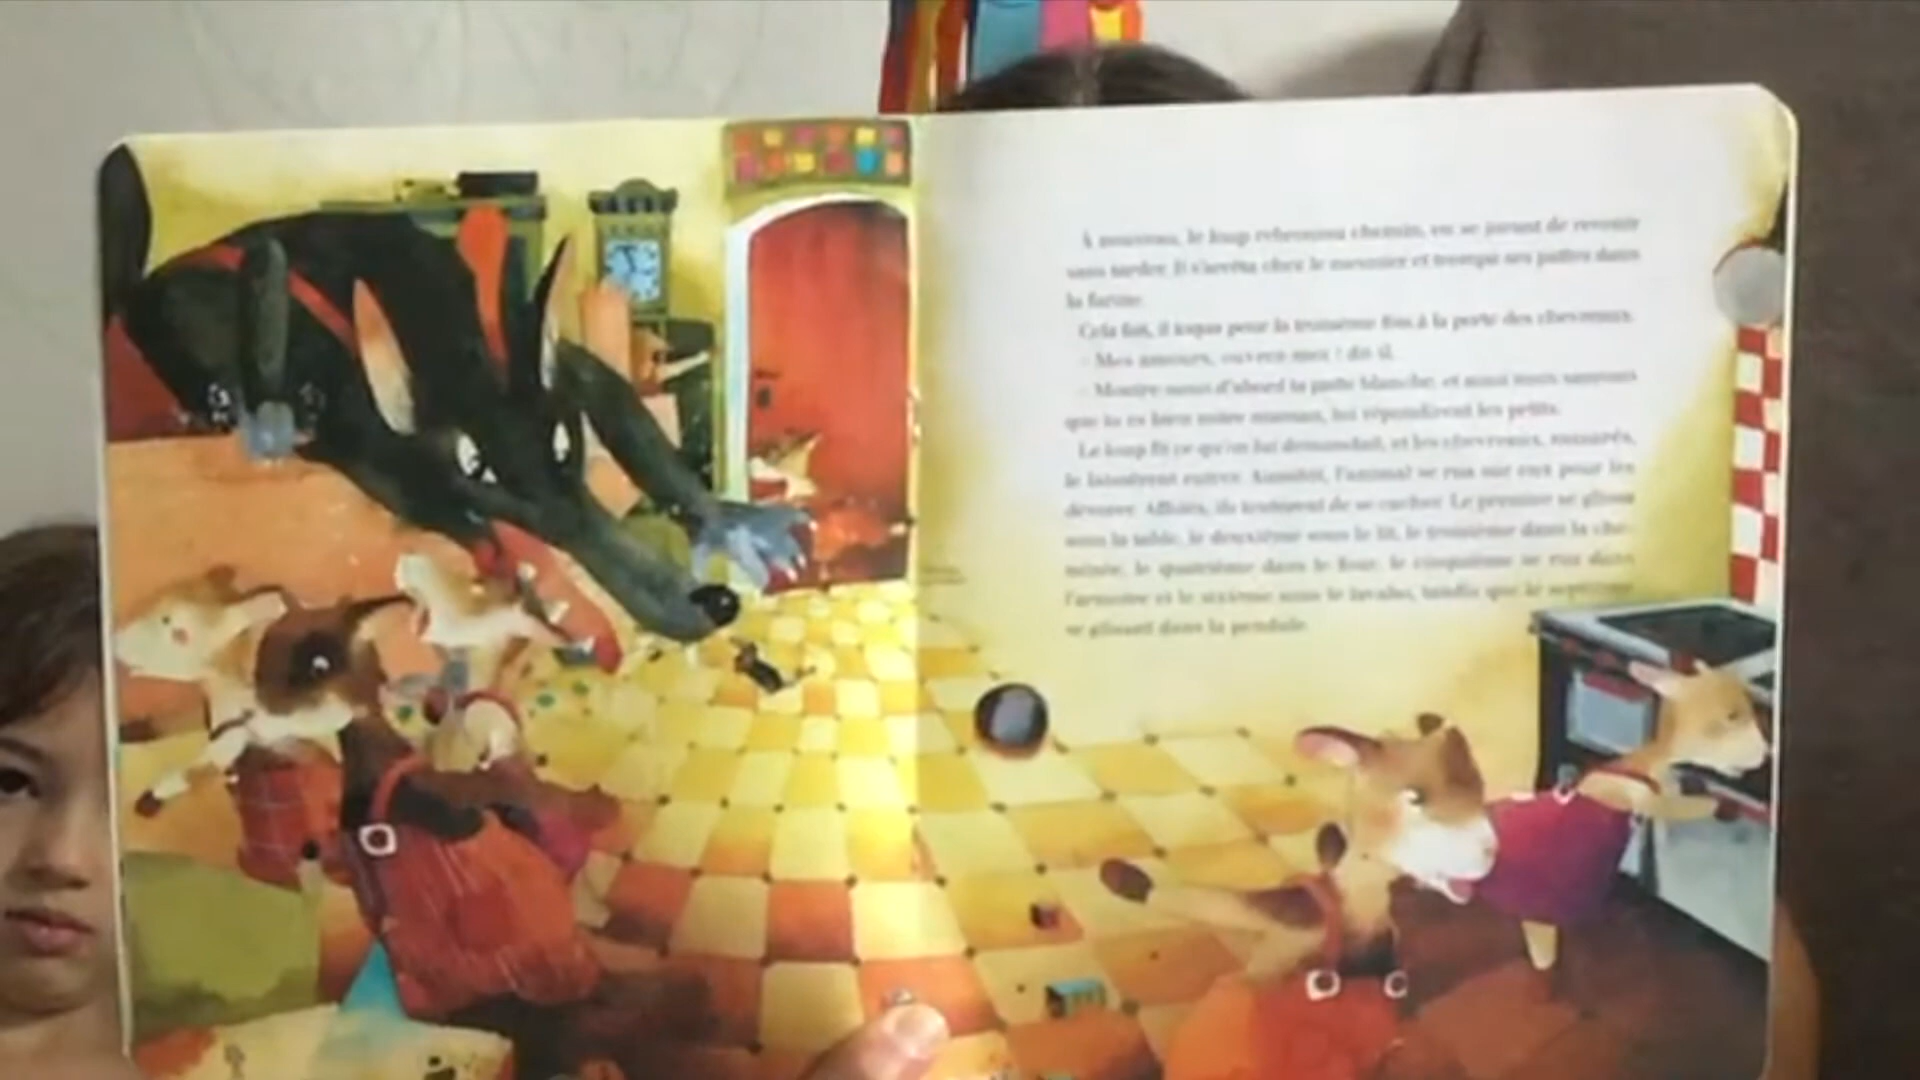 À nouveau, le loup rebroussa chemin, en se jurant de revenir
sans tarder. Il s'arrêta chez le meunier et trempa ses pattes dans
la farine.
Cela fait, il toqua pour la troisième fois à la porte des chevreaux.
– Mes amours, ouvrez-moi ! dit-il.
– Montre-nous d'abord ta patte blanche, et nous saurons
que tu es bien notre maman, lui répondirent les petits.
Le loup fit ce qu'on lui demandait, et les chevreaux, rassurés,
le laissèrent entrer. Aussitôt, l'animal se rua sur eux pour les
dévorer. Affolés, ils tentèrent de se cacher. Le premier se glissa
sous la table, le deuxième sous le lit, le troisième dans la che-
minée, le quatrième dans le four, le cinquième se rua dans
l'armoire et le sixième sous le lavabo, tandis que le septième
se glissait dans la pendule.